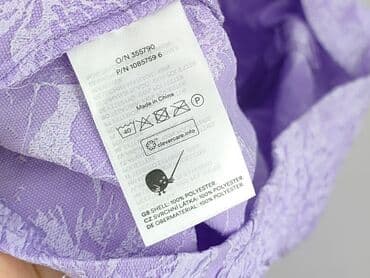 O/N 355790
P/N 1085759 6
Made in China
40
P
clevercare.info
GB SHELL: 100% POLYESTER
CZ SVRCHNÍ LÁTKA: 100% POLYESTER
DE OBERMATERIAL: 100% POLYESTER